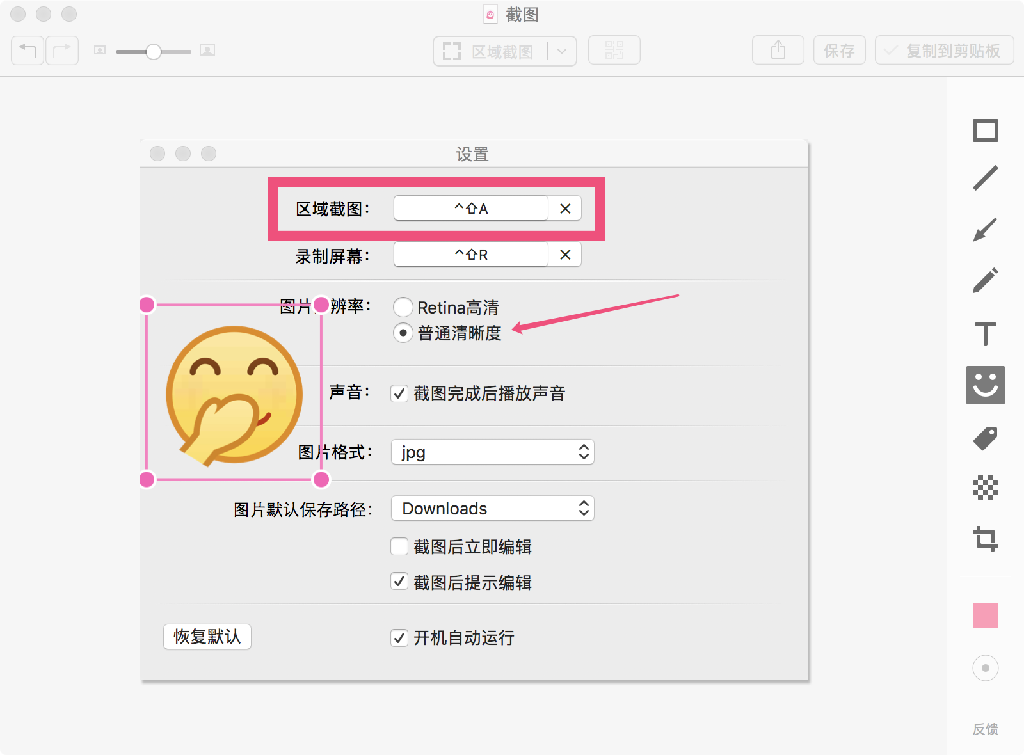 截图
区域截图
保存
复制到剪贴板
设置
区域截图： ^⇧A ×
录制屏幕： ^⇧R ×
图片 辨率： Retina高清
普通清晰度
声音： 截图完成后播放声音
图片格式： jpg
图片默认保存路径： Downloads
截图后立即编辑
截图后提示编辑
恢复默认 开机自动运行
T
反馈